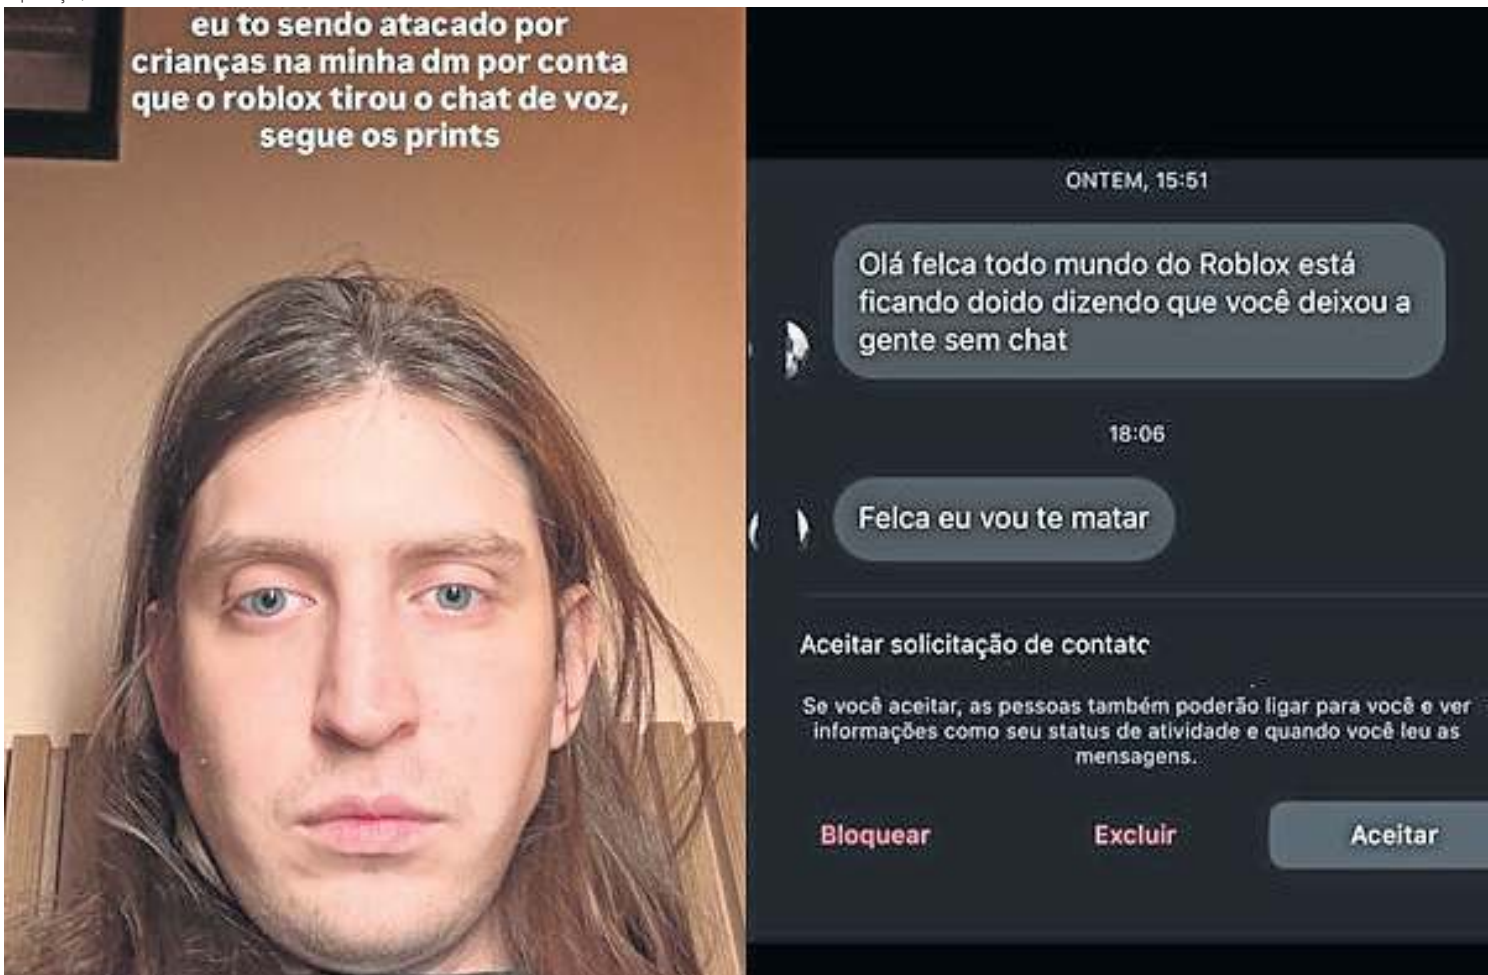 eu to sendo atacado por
crianças na minha dm por conta
que o roblox tirou o chat de voz,
segue os prints
ONTEM, 15:51
Olá felca todo mundo do Roblox está
ficando doido dizendo que você deixou a
gente sem chat
18:06
Felca eu vou te matar
Aceitar solicitação de contato
Se você aceitar, as pessoas também poderão ligar para você e ver
informações como seu status de atividade e quando você leu as
mensagens.
Bloquear
Excluir
Aceitar